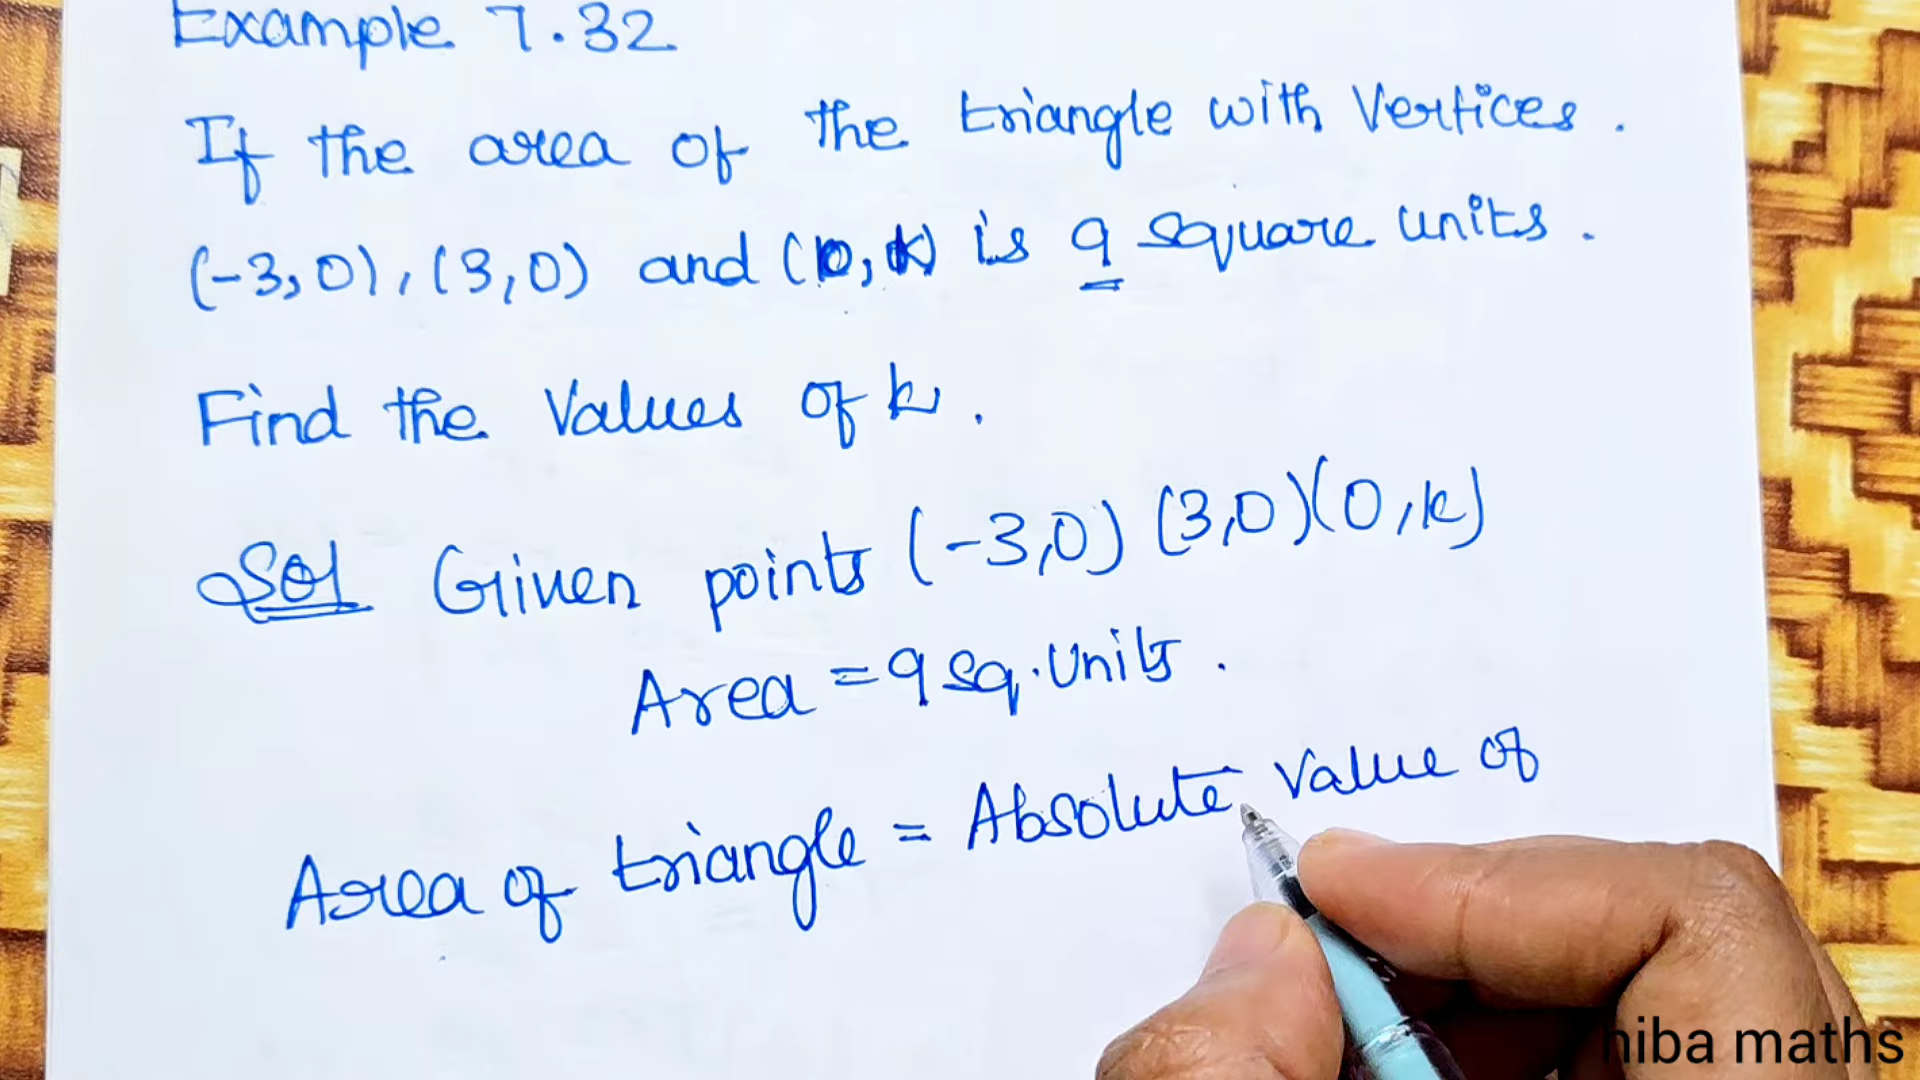 Example 7.32
If the area of the triangle with Vertices.
(-3,0), (3,0) and (0,k) is 9 square units.
Find the Values of k.
Sol Given points (-3,0) (3,0)(0,k)
Area = 9 sq. units.
Area of triangle = Absolute value of
hiba maths